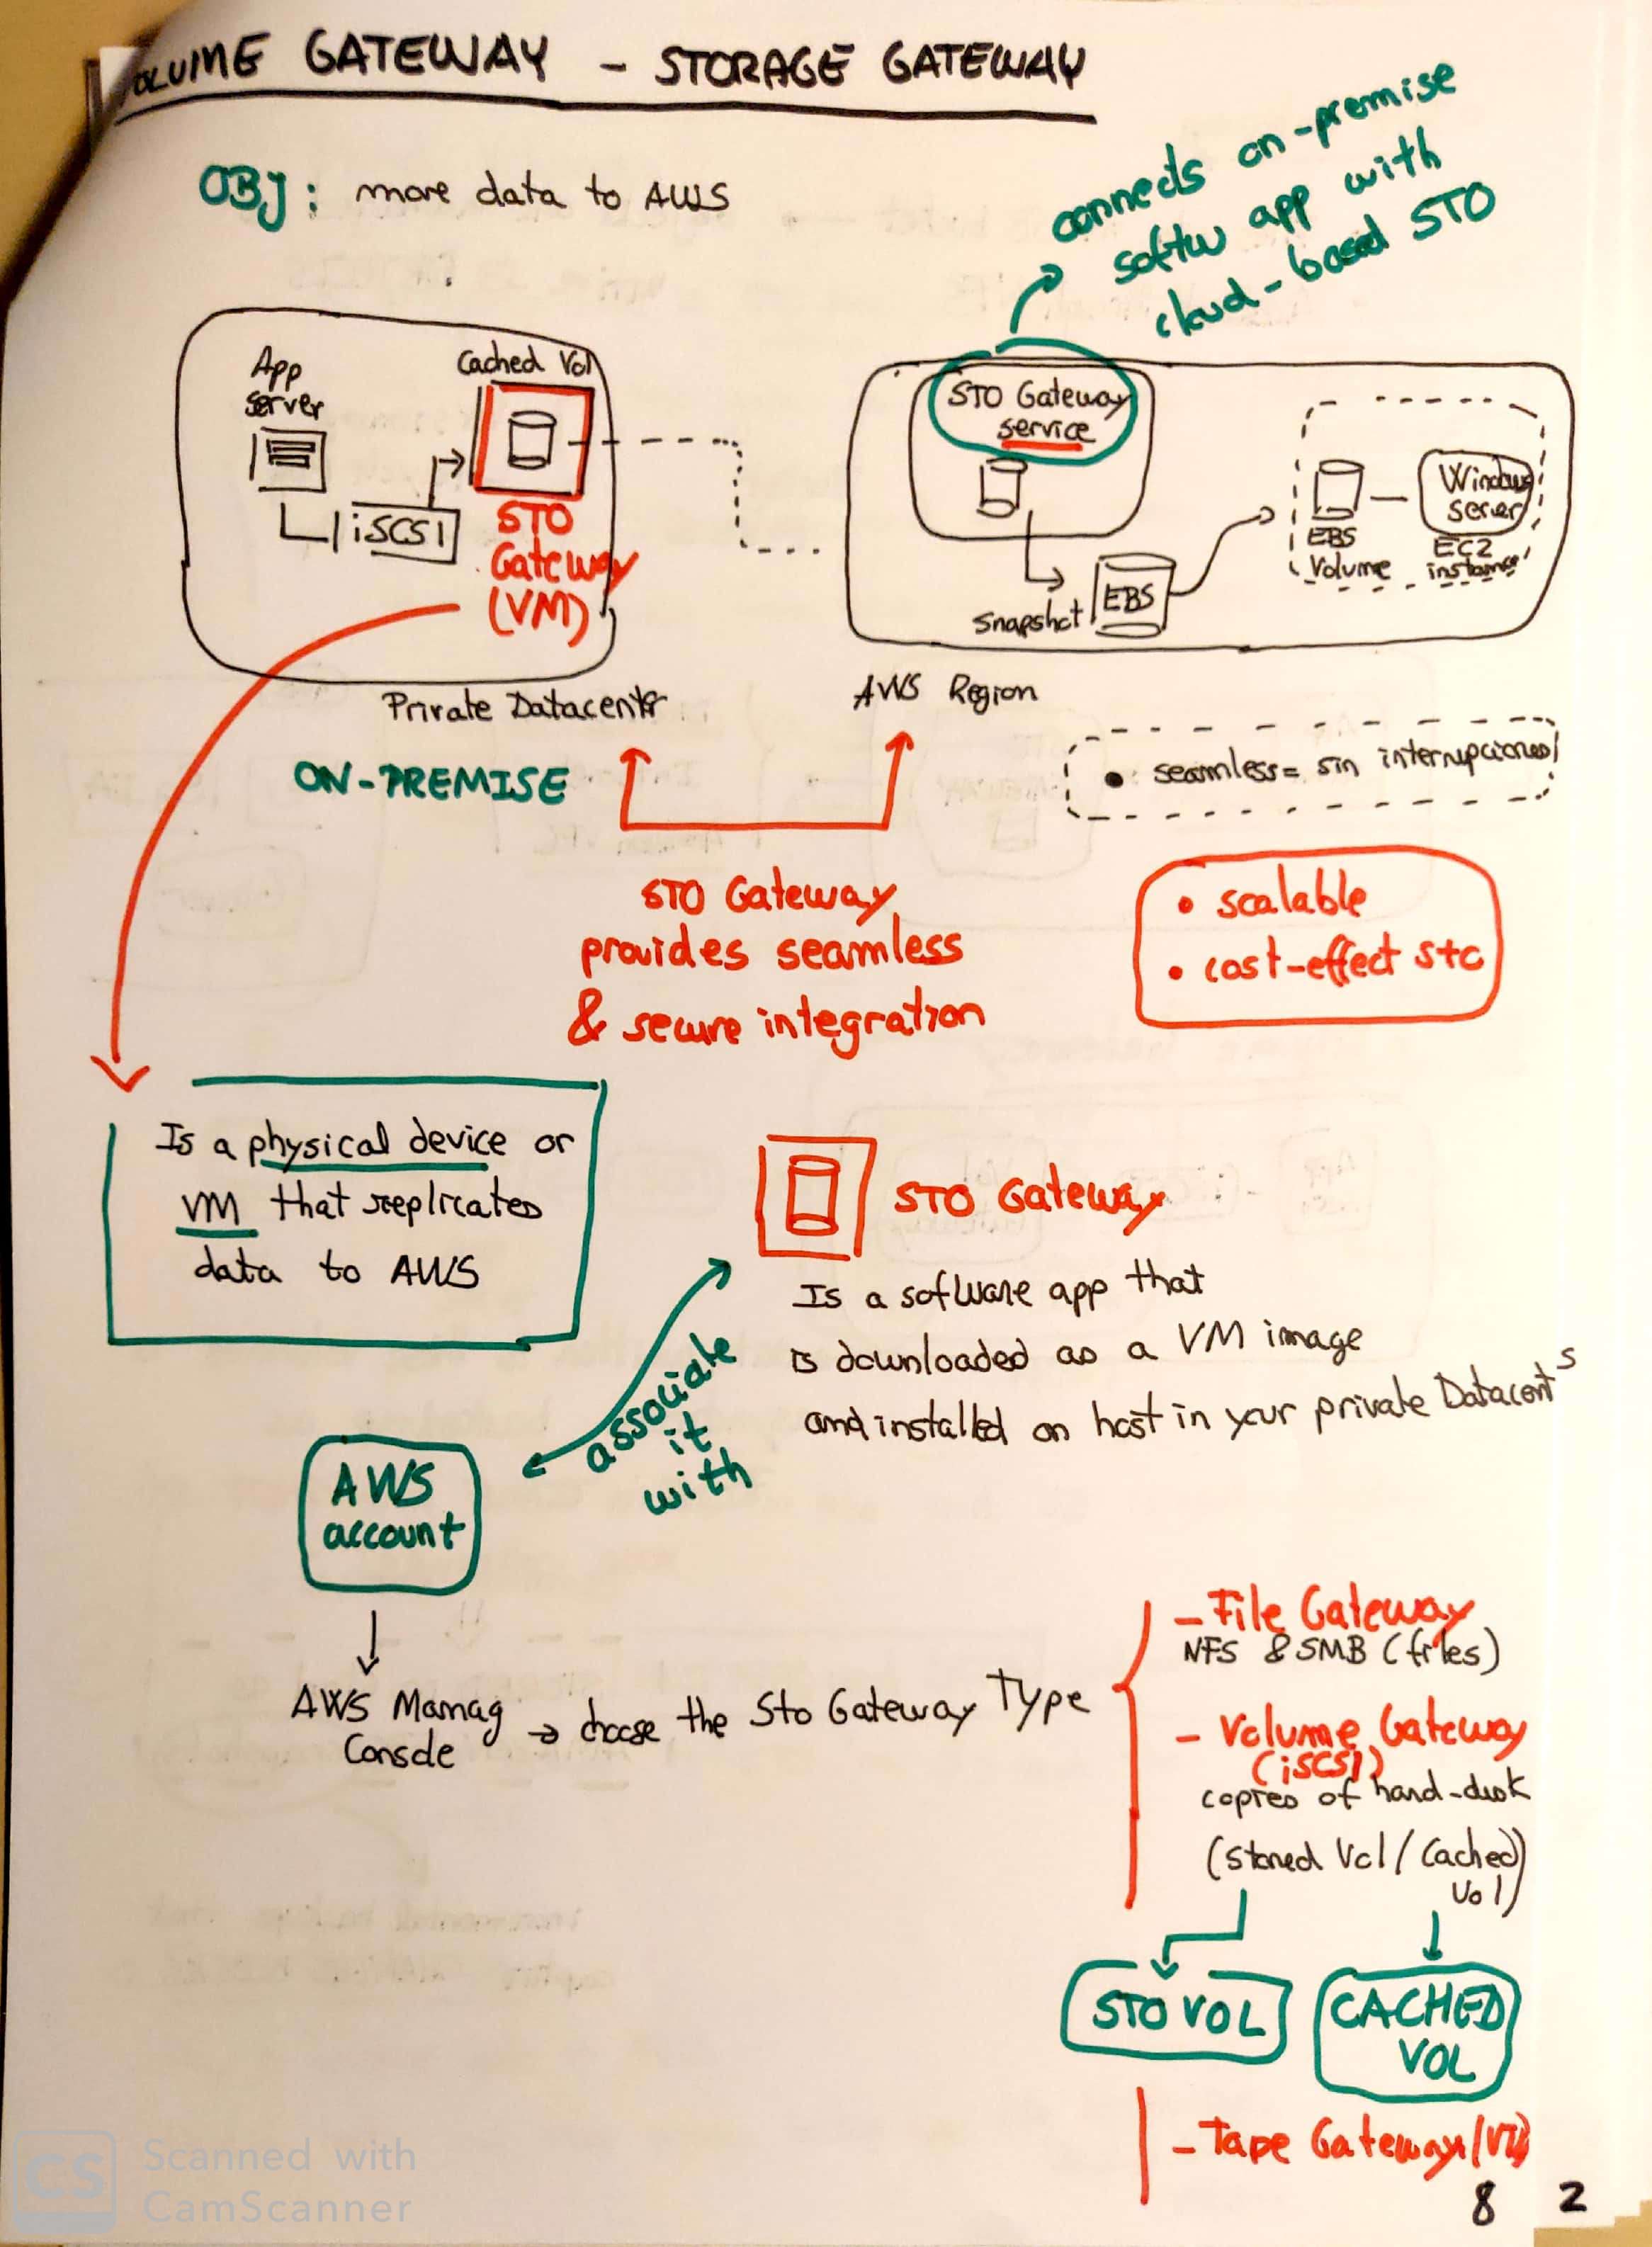 VOLUME GATEWAY - STORAGE GATEWAY
OBJ: more data to AWS
connects on-premise
softw app with
cloud-based STO
App
server
Cached Vol
iSCSI
STO
Gateway
(VM)
Private Datacentr
ON-PREMISE
STO Gateway
service
Snapshot
EBS
EBS
Volume
Windows
server
EC2
instance
AWS Region
• seamless = sin interrupciones
STO Gateway
provides seamless
& secure integration
• scalable
• cost-effect sto
Is a physical device or
VM that replicates
data to AWS
STO Gateway
Is a software app that
is downloaded as a VM image
and installed on host in your private Datacents
associate
it
with
AWS
account
AWS Manag
Console
→ choose the Sto Gateway Type
- File Gateway
NFS & SMB (files)
- Volume Gateway
(iSCSI)
copies of hard-disk
(stored Vol / Cached
Vol)
STO VOL
CACHED
VOL
- Tape Gateway
8 2
CS
Scanned with
CamScanner